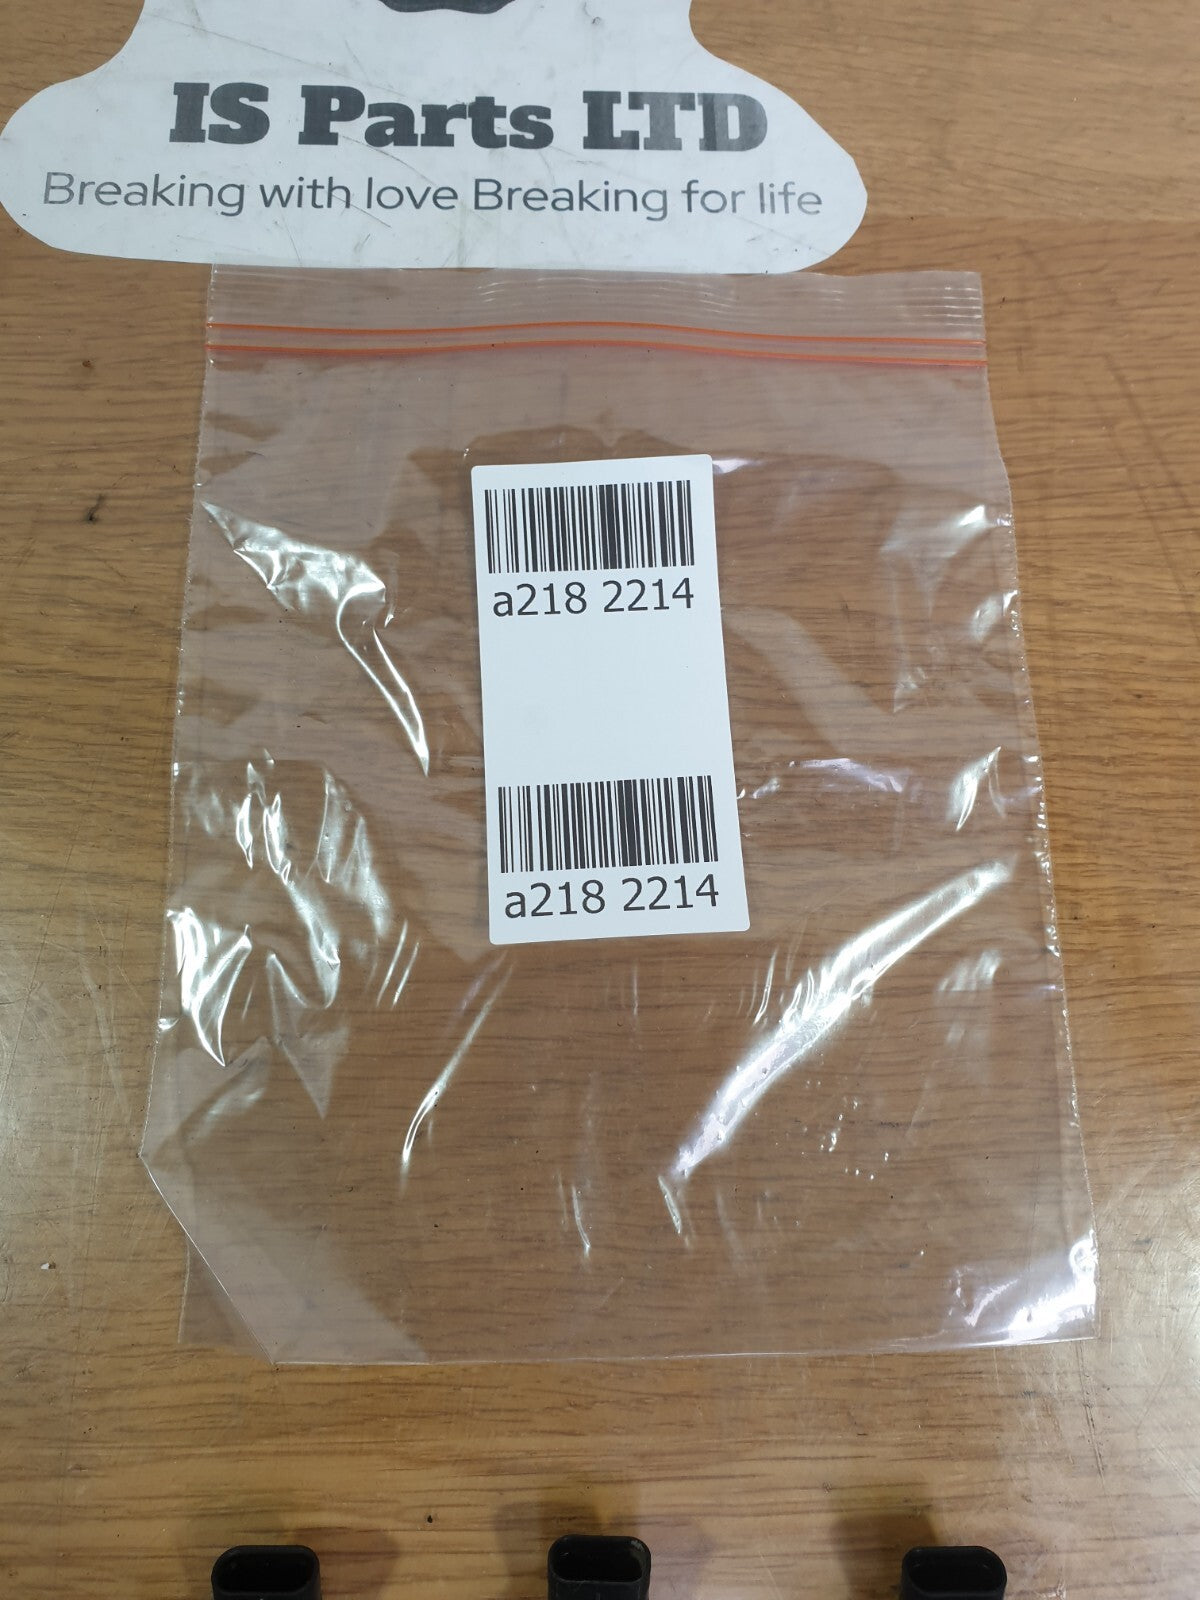 IS Parts LTD
Breaking with love Breaking for life
a218 2214
a218 2214